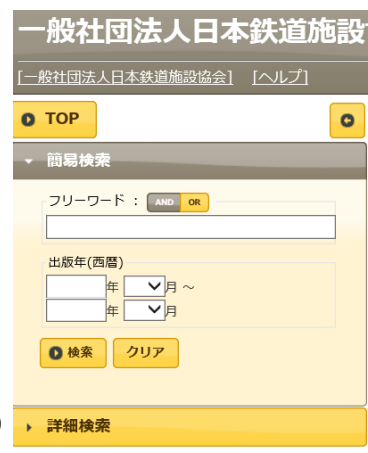 一般社団法人日本鉄道施設
[一般社団法人日本鉄道施設協会] [ヘルプ]
TOP
簡易検索
フリーワード : AND OR
出版年(西暦)
年 月 ~
年 月
検索 クリア
詳細検索